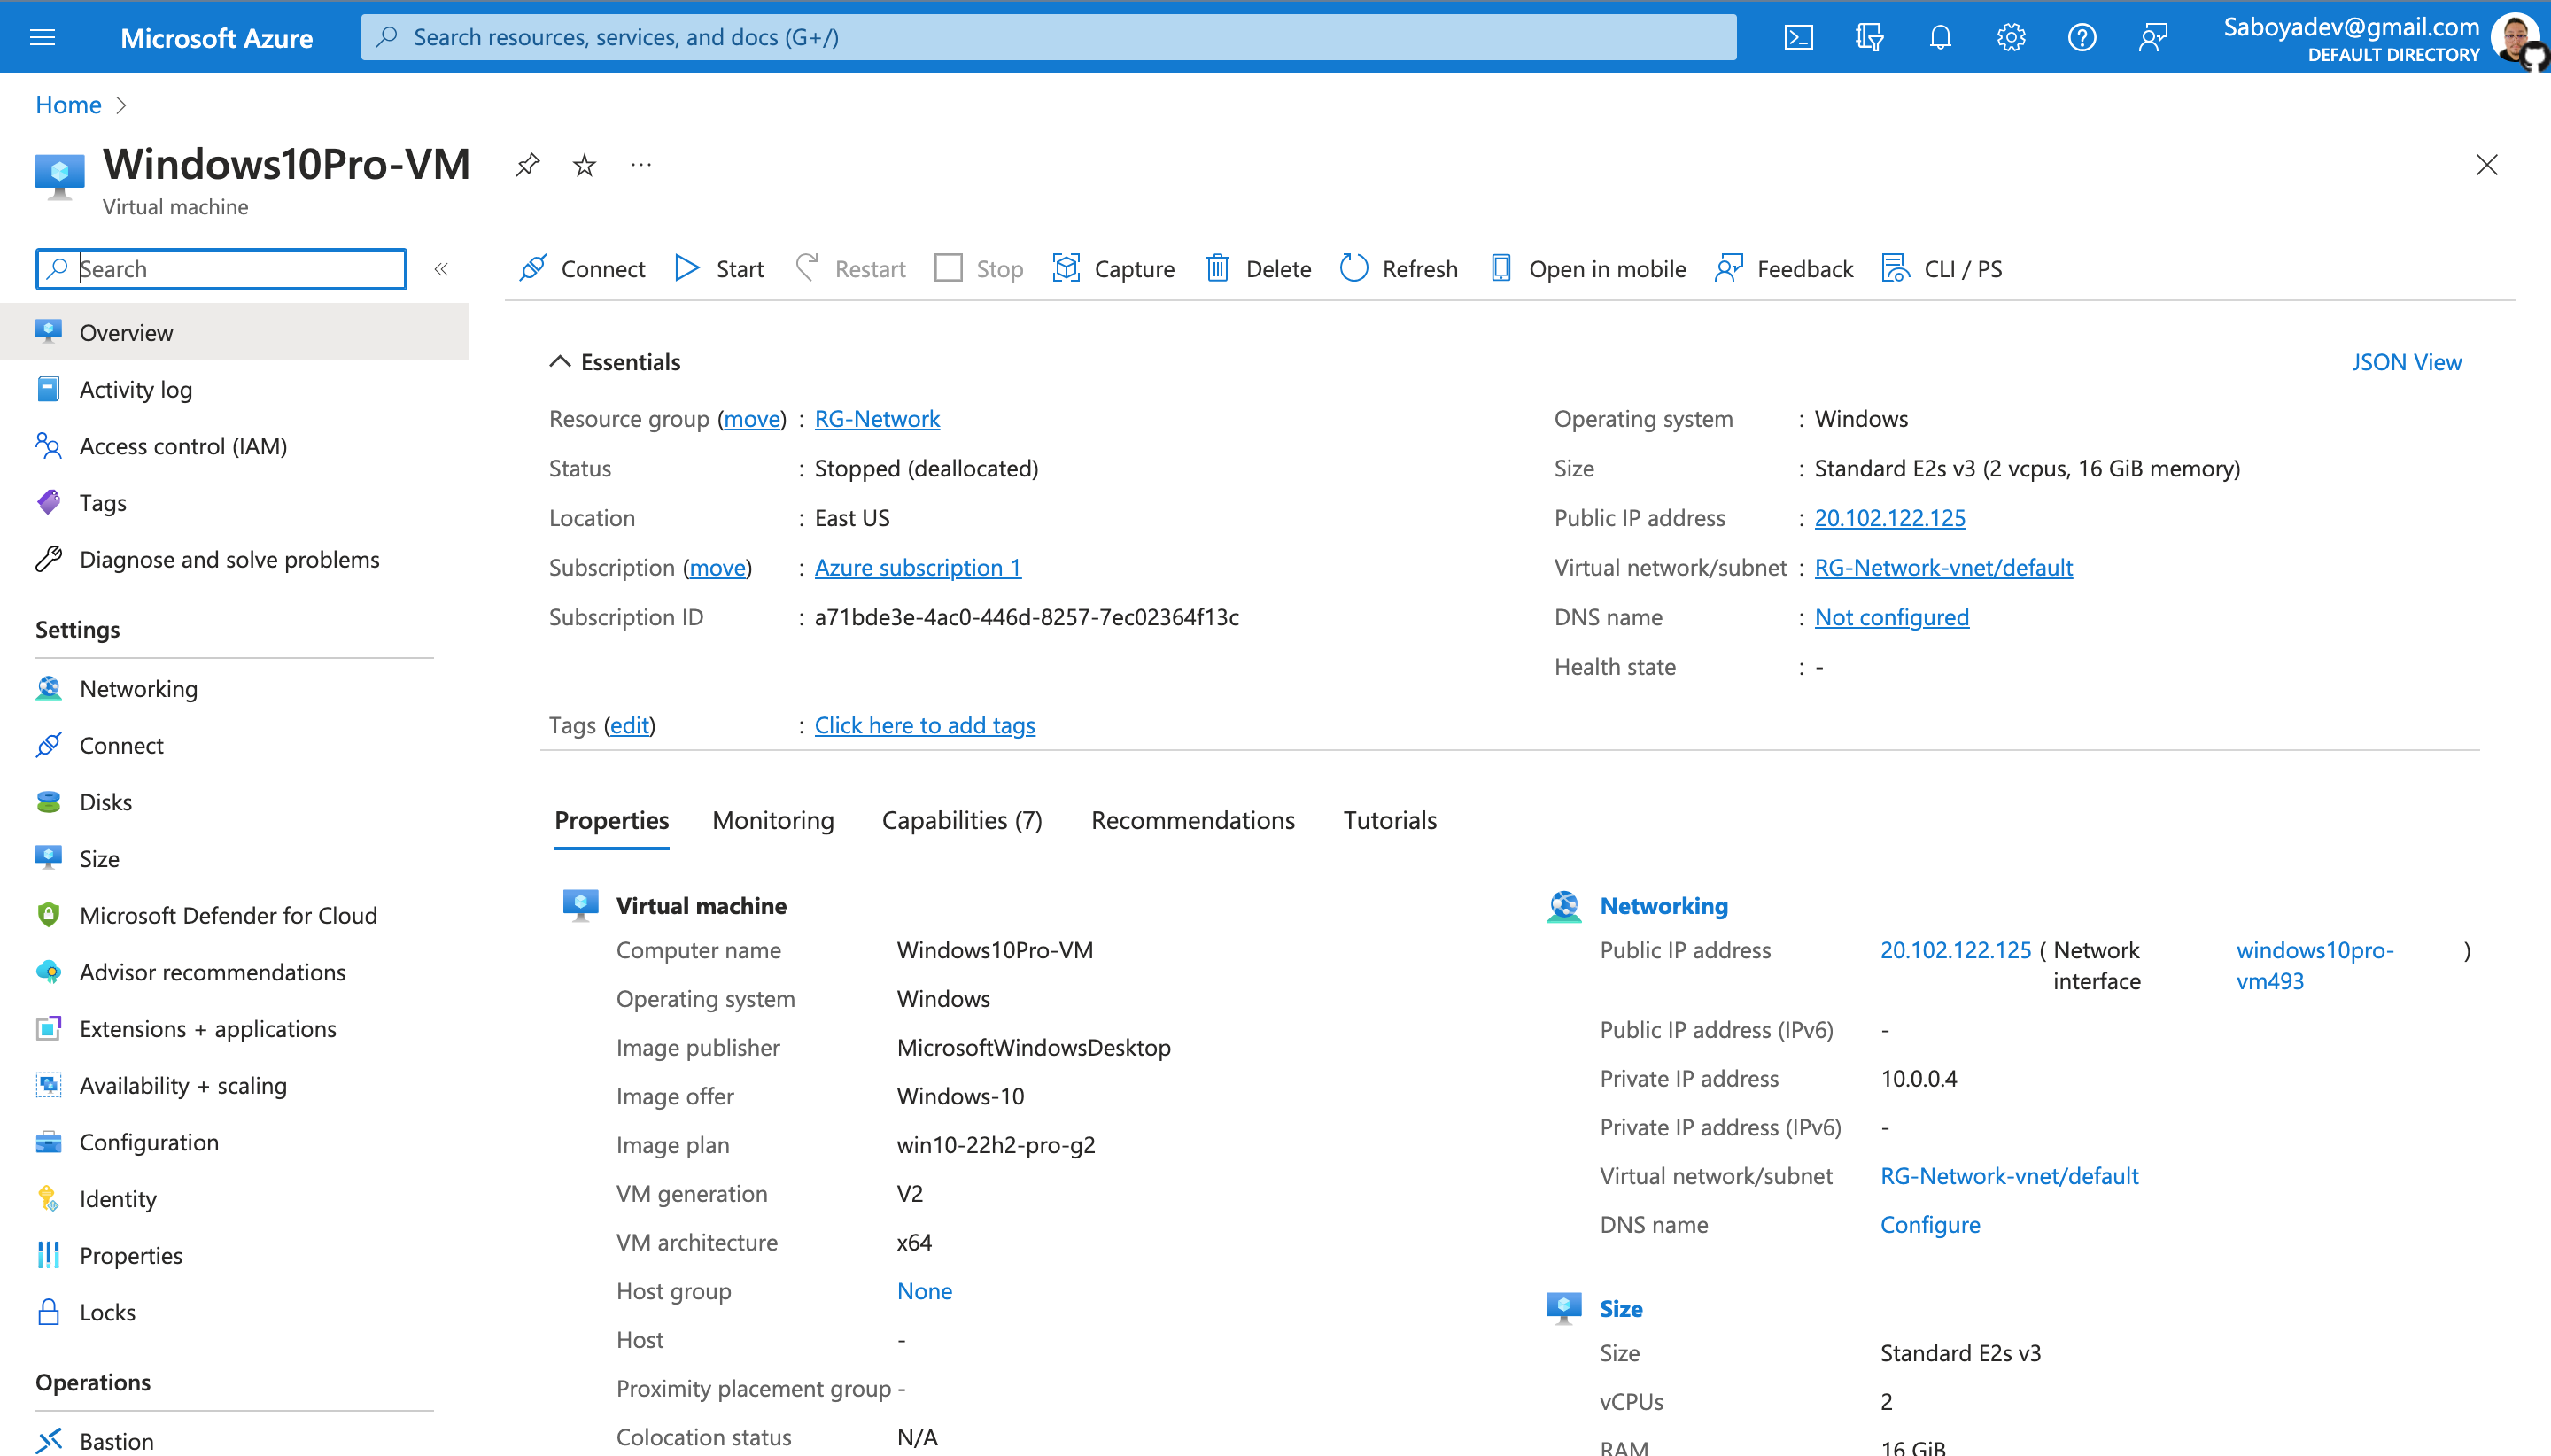 Microsoft Azure
Search resources, services, and docs (G+/)
Saboyadev@gmail.com
DEFAULT DIRECTORY
Home
Windows10Pro-VM
Virtual machine
Search
Connect Start Restart Stop Capture Delete Refresh Open in mobile Feedback CLI / PS
Overview
Activity log
Access control (IAM)
Tags
Diagnose and solve problems
Settings
Networking
Connect
Disks
Size
Microsoft Defender for Cloud
Advisor recommendations
Extensions + applications
Availability + scaling
Configuration
Identity
Properties
Locks
Operations
Bastion
Essentials
JSON View
Resource group (move) : RG-Network
Status : Stopped (deallocated)
Location : East US
Subscription (move) : Azure subscription 1
Subscription ID : a71bde3e-4ac0-446d-8257-7ec02364f13c
Operating system : Windows
Size : Standard E2s v3 (2 vcpus, 16 GiB memory)
Public IP address : 20.102.122.125
Virtual network/subnet : RG-Network-vnet/default
DNS name : Not configured
Health state : -
Tags (edit) : Click here to add tags
Properties Monitoring Capabilities (7) Recommendations Tutorials
Virtual machine
Computer name Windows10Pro-VM
Operating system Windows
Image publisher MicrosoftWindowsDesktop
Image offer Windows-10
Image plan win10-22h2-pro-g2
VM generation V2
VM architecture x64
Host group None
Host -
Proximity placement group -
Colocation status N/A
Networking
Public IP address 20.102.122.125 ( Network interface windows10pro-vm493 )
Public IP address (IPv6) -
Private IP address 10.0.0.4
Private IP address (IPv6) -
Virtual network/subnet RG-Network-vnet/default
DNS name Configure
Size
Size Standard E2s v3
vCPUs 2
RAM 16 GiB